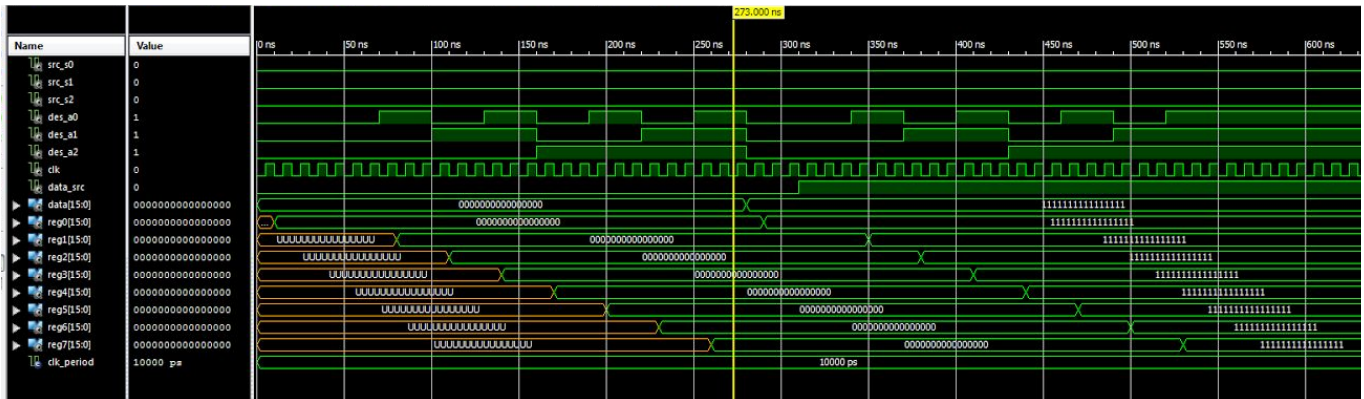 273.000 ns
Name Value 0 ns 50 ns 100 ns 150 ns 200 ns 250 ns 300 ns 350 ns 400 ns 450 ns 500 ns 550 ns 600 ns
src_s0 0
src_s1 0
src_s2 0
des_a0 1
des_a1 1
des_a2 1
clk 0
data_src 0
data[15:0] 0000000000000000 0000000000000000 1111111111111111
reg0[15:0] 0000000000000000 ... 0000000000000000 1111111111111111
reg1[15:0] 0000000000000000 UUUUUUUUUUUUUUUU 0000000000000000 1111111111111111
reg2[15:0] 0000000000000000 UUUUUUUUUUUUUUUU 0000000000000000 1111111111111111
reg3[15:0] 0000000000000000 UUUUUUUUUUUUUUUU 0000000000000000 1111111111111111
reg4[15:0] 0000000000000000 UUUUUUUUUUUUUUUU 0000000000000000 1111111111111111
reg5[15:0] 0000000000000000 UUUUUUUUUUUUUUUU 0000000000000000 1111111111111111
reg6[15:0] 0000000000000000 UUUUUUUUUUUUUUUU 0000000000000000 1111111111111111
reg7[15:0] 0000000000000000 UUUUUUUUUUUUUUUU 0000000000000000 1111111111111111
clk_period 10000 ps 10000 ps